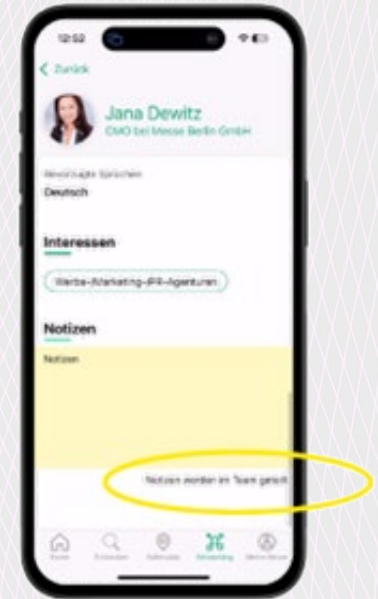 12:52
Zurück
Jana Dewitz
CMO bei Messe Berlin GmbH
Bevorzugte Sprachen
Deutsch
Interessen
Werbe-/Marketing-/PR-Agenturen
Notizen
Notizen
Notizen werden im Team geteilt
Home